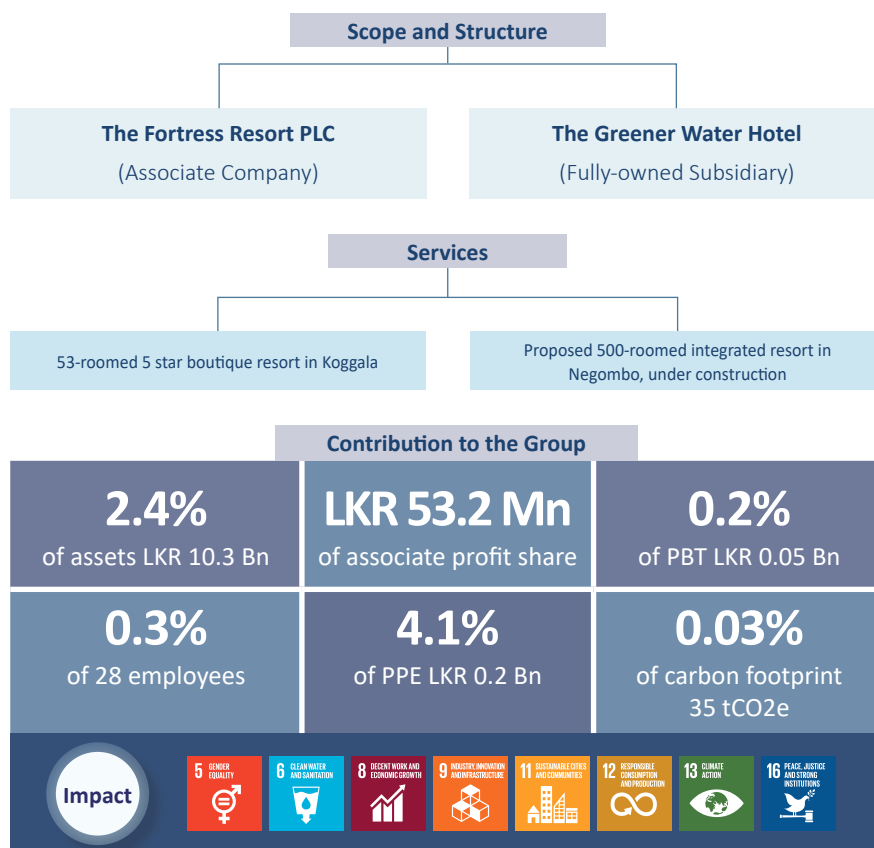 Scope and Structure
The Fortress Resort PLC
(Associate Company)
The Greener Water Hotel
(Fully-owned Subsidiary)
Services
53-roomed 5 star boutique resort in Koggala
Proposed 500-roomed integrated resort in
Negombo, under construction
Contribution to the Group
2.4%
of assets LKR 10.3 Bn
LKR 53.2 Mn
of associate profit share
0.2%
of PBT LKR 0.05 Bn
0.3%
of 28 employees
4.1%
of PPE LKR 0.2 Bn
0.03%
of carbon footprint
35 tCO2e
Impact
5 GENDER
EQUALITY
6 CLEAN WATER
AND SANITATION
8 DECENT WORK AND
ECONOMIC GROWTH
9 INDUSTRY, INNOVATION
AND INFRASTRUCTURE
11 SUSTAINABLE CITIES
AND COMMUNITIES
12 RESPONSIBLE
CONSUMPTION
AND PRODUCTION
13 CLIMATE
ACTION
16 PEACE, JUSTICE
AND STRONG
INSTITUTIONS